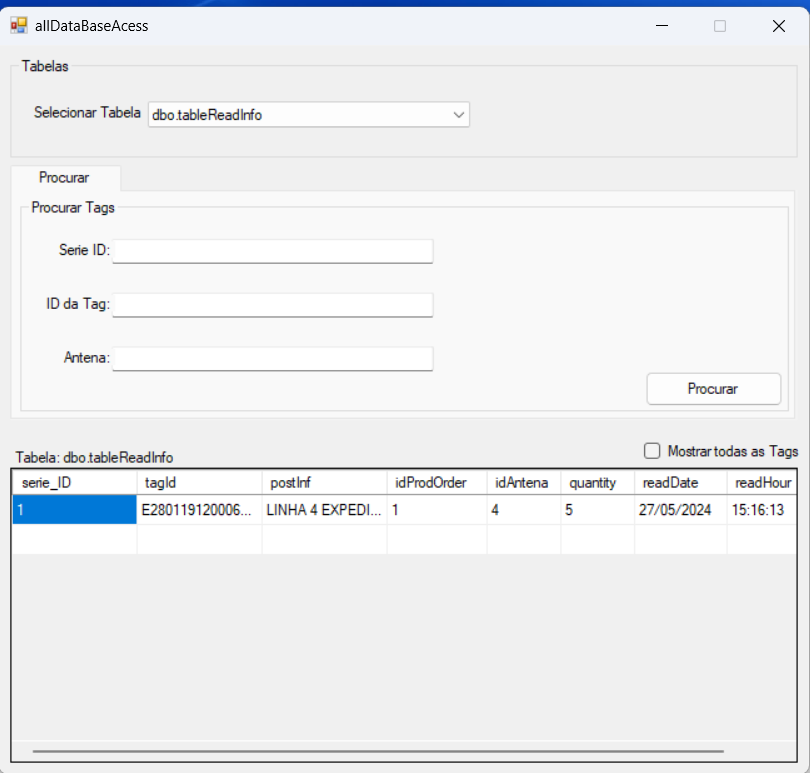 allDataBaseAcess
Tabelas
Selecionar Tabela dbo.tableReadInfo
Procurar
Procurar Tags
Serie ID:
ID da Tag:
Antena:
Procurar
Mostrar todas as Tags
Tabela: dbo.tableReadInfo
serie_ID tagId postInf idProdOrder idAntena quantity readDate readHour
1 E280119120006... LINHA 4 EXPEDI... 1 4 5 27/05/2024 15:16:13